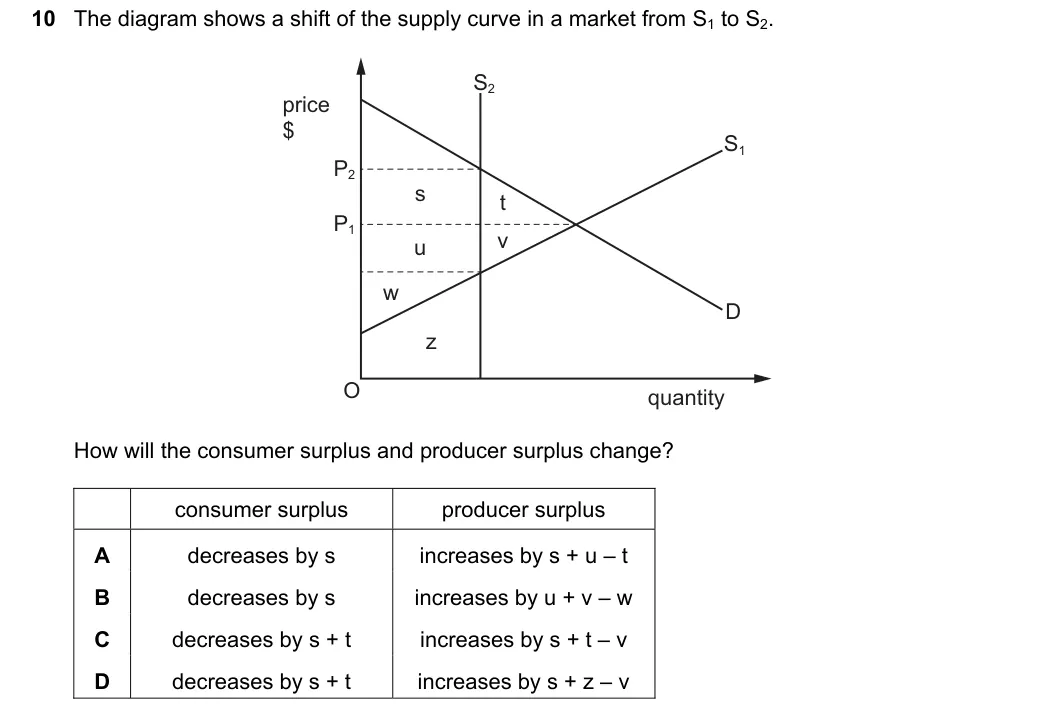 10 The diagram shows a shift of the supply curve in a market from S₁ to S₂.
S₂
price
$
S₁
P₂
s
t
P₁
u
v
w
D
z
O
quantity
How will the consumer surplus and producer surplus change?
consumer surplus producer surplus
A decreases by s increases by s + u – t
B decreases by s increases by u + v – w
C decreases by s + t increases by s + t – v
D decreases by s + t increases by s + z – v